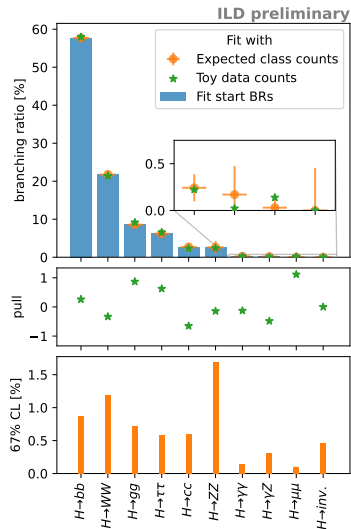 ILD preliminary
branching ratio [%]
60
50
40
30
20
10
0
Fit with
Expected class counts
Toy data counts
Fit start BRs
0.5
0.0
pull
1
0
−1
67% CL [%]
1.5
1.0
0.5
0.0
H→bb
H→WW
H→gg
H→ττ
H→cc
H→ZZ
H→γγ
H→γZ
H→μμ
H→inv.